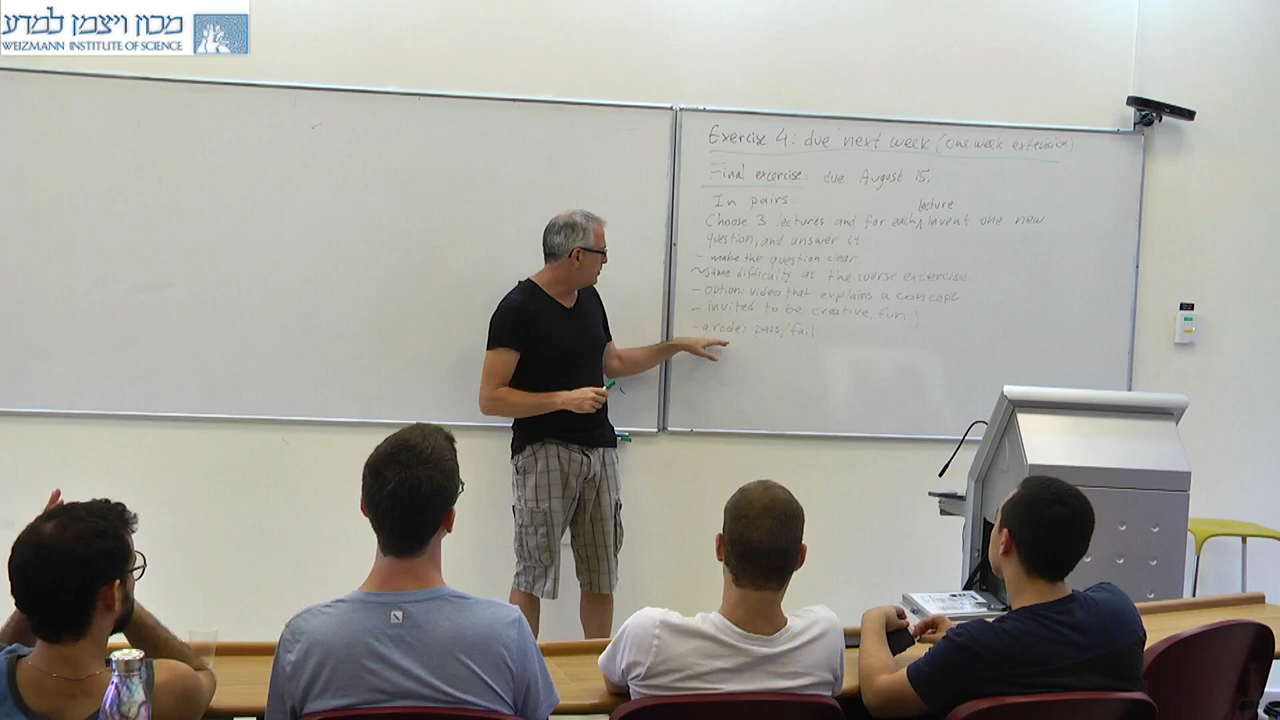 מכון ויצמן למדע
WEIZMANN INSTITUTE OF SCIENCE
Exercise 4: due next week (one week extension)
Final excercise: due August 15,
In pairs.
lecture
Choose 3 lectures and for each^ invent one new
question, and answer it
- make the question clear
~ same difficulty as the course excercise
- option: video that explains a concept
- invited to be creative, fun :)
- grade: pass/fail